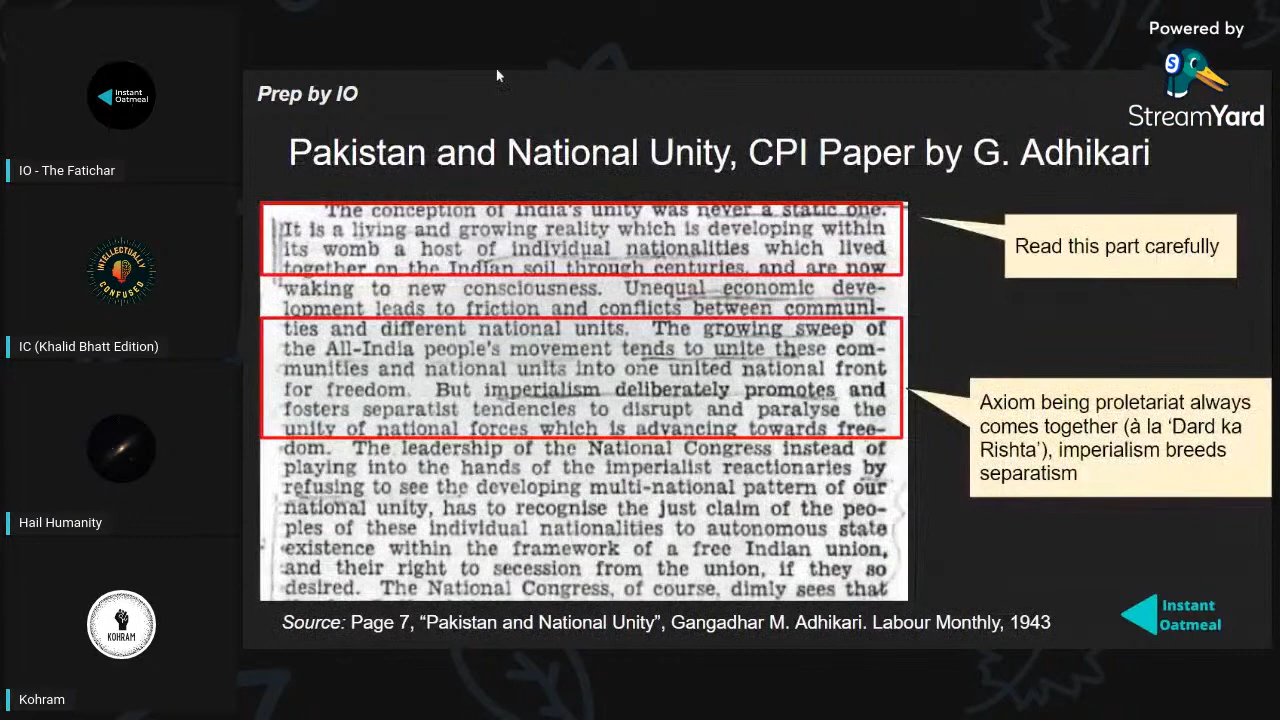 Powered by
StreamYard
Prep by IO
Pakistan and National Unity, CPI Paper by G. Adhikari
Instant
Oatmeal
IO - The Fatichar
INTELLECTUALLY
CONFUSED
IC (Khalid Bhatt Edition)
Hail Humanity
KOHRAM
Kohram
The conception of India's unity was never a static one.
It is a living and growing reality which is developing within
its womb a host of individual nationalities which lived
together on the Indian soil through centuries, and are now
waking to new consciousness. Unequal economic deve-
lopment leads to friction and conflicts between communi-
ties and different national units. The growing sweep of
the All-India people's movement tends to unite these com-
munities and national units into one united national front
for freedom. But imperialism deliberately promotes and
fosters separatist tendencies to disrupt and paralyse the
unity of national forces which is advancing towards free-
dom. The leadership of the National Congress instead of
playing into the hands of the imperialist reactionaries by
refusing to see the developing multi-national pattern of our
national unity, has to recognise the just claim of the peo-
ples of these individual nationalities to autonomous state
existence within the framework of a free Indian union,
and their right to secession from the union, if they so
desired. The National Congress, of course, dimly sees that
Read this part carefully
Axiom being proletariat always
comes together (à la ‘Dard ka
Rishta’), imperialism breeds
separatism
Source: Page 7, “Pakistan and National Unity”, Gangadhar M. Adhikari. Labour Monthly, 1943
Instant
Oatmeal